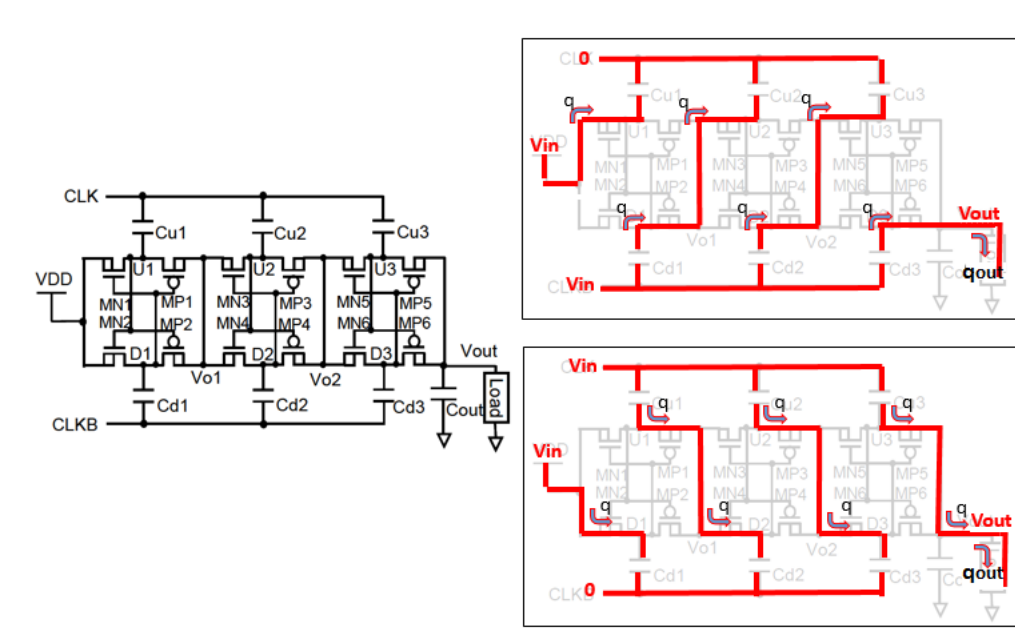 CLK
Cu1
Cu2
Cu3
VDD
U1
U2
U3
MN1
MP1
MN3
MP3
MN5
MP5
MN2
MP2
MN4
MP4
MN6
MP6
D1
D2
D3
Vo1
Vo2
Vout
Cd1
Cd2
Cd3
Cout
Load
CLKB
0
q
q
q
Cu1
Cu2
Cu3
Vin
U1
U2
U3
MN1
MP1
MN3
MP3
MN5
MP5
MN2
MP2
MN4
MP4
MN6
MP6
q
q
q
Vout
Vo1
Vo2
Cd1
Cd2
Cd3
qout
Vin
Vin
q
q
q
Vin
U1
U2
U3
MN1
MP1
MN3
MP3
MN5
MP5
MN2
MP2
MN4
MP4
MN6
MP6
q
q
q
q
D1
D2
D3
Vout
Vo1
Vo2
Cd1
Cd2
Cd3
qout
0